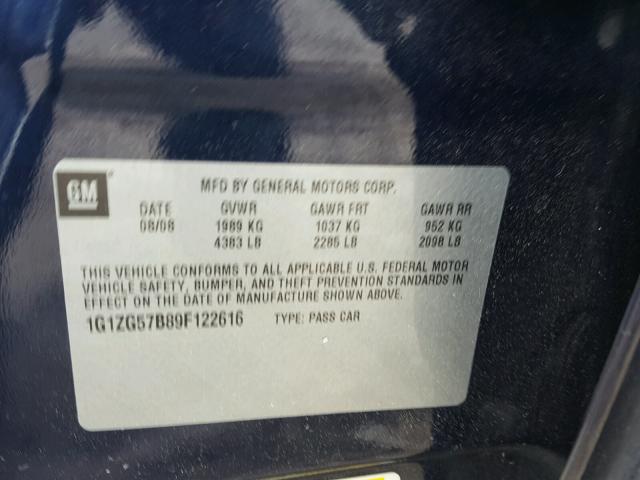 GM
MFD BY GENERAL MOTORS CORP.
DATE GVWR GAWR FRT GAWR RR
08/08 1989 KG 1037 KG 952 KG
4383 LB 2285 LB 2098 LB
THIS VEHICLE CONFORMS TO ALL APPLICABLE U.S. FEDERAL MOTOR
VEHICLE SAFETY, BUMPER, AND THEFT PREVENTION STANDARDS IN
EFFECT ON THE DATE OF MANUFACTURE SHOWN ABOVE.
1G1ZG57B89F122616 TYPE: PASS CAR